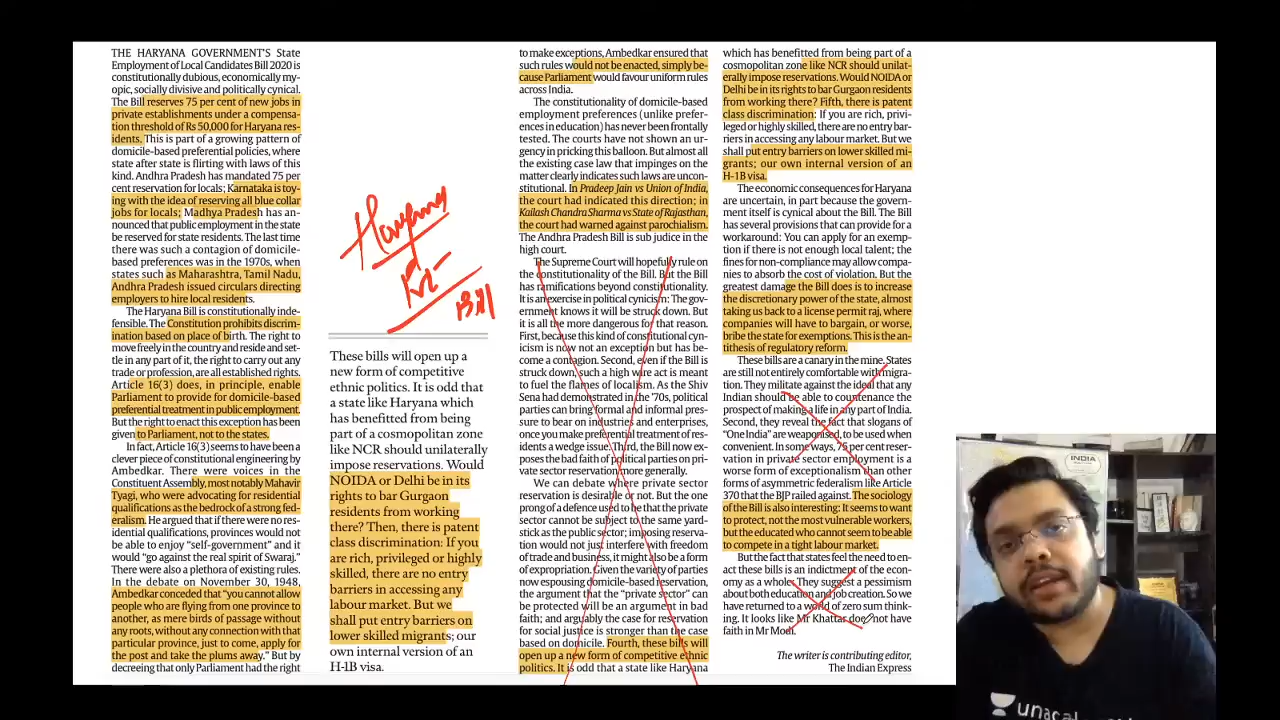 THE HARYANA GOVERNMENT'S State
Employment of Local Candidates Bill 2020 is
constitutionally dubious, economically my-
opic, socially divisive and politically cynical.
The Bill reserves 75 per cent of new jobs in
private establishments under a compensa-
tion threshold of Rs 50,000 for Haryana res-
idents. This is part of a growing pattern of
domicile-based preferential policies, where
state after state is flirting with laws of this
kind. Andhra Pradesh has mandated 75 per
cent reservation for locals; Karnataka is toy-
ing with the idea of reserving all blue collar
jobs for locals; Madhya Pradesh has an-
nounced that public employment in the state
be reserved for state residents. The last time
there was such a contagion of domicile-
based preferences was in the 1970s, when
states such as Maharashtra, Tamil Nadu,
Andhra Pradesh issued circulars directing
employers to hire local residents.
The Haryana Bill is constitutionally inde-
fensible. The Constitution prohibits discrim-
ination based on place of birth. The right to
move freely in the country and reside and set-
tle in any part of it, the right to carry out any
trade or profession, are all established rights.
Article 16(3) does, in principle, enable
Parliament to provide for domicile-based
preferential treatment in public employment.
But the right to enact this exception has been
given to Parliament, not to the states.
In fact, Article 16(3) seems to have been a
clever piece of constitutional engineering by
Ambedkar. There were voices in the
Constituent Assembly, most notably Mahavir
Tyagi, who were advocating for residential
qualifications as the bedrock of a strong fed-
eralism. He argued that if there were no res-
idential qualifications, provinces would not
be able to enjoy "self-government" and it
would "go against the real spirit of Swaraj."
There were also a plethora of existing rules.
In the debate on November 30, 1948,
Ambedkar conceded that "you cannot allow
people who are flying from one province to
another, as mere birds of passage without
any roots, without any connection with that
particular province, just to come, apply for
the post and take the plums away." But by
decreeing that only Parliament had the right
Haryana
Bill
These bills will open up a
new form of competitive
ethnic politics. It is odd that
a state like Haryana which
has benefitted from being
part of a cosmopolitan zone
like NCR should unilaterally
impose reservations. Would
NOIDA or Delhi be in its
rights to bar Gurgaon
residents from working
there? Then, there is patent
class discrimination: If you
are rich, privileged or highly
skilled, there are no entry
barriers in accessing any
labour market. But we
shall put entry barriers on
lower skilled migrants; our
own internal version of an
H-1B visa.
to make exceptions, Ambedkar ensured that
such rules would not be enacted, simply be-
cause Parliament would favour uniform rules
across India.
The constitutionality of domicile-based
employment preferences (unlike prefer-
ences in education) has never been frontally
tested. The courts have not shown an ur-
gency in pricking this balloon. But almost all
the existing case law that impinges on the
matter clearly indicates such laws are uncon-
stitutional. In Pradeep Jain vs Union of India,
the court had indicated this direction; in
Kailash Chandra Sharma vs State of Rajasthan,
the court had warned against parochialism.
The Andhra Pradesh Bill is sub judice in the
high court.
The Supreme Court will hopefully rule on
the constitutionality of the Bill. But the Bill
has ramifications beyond constitutionality.
It is an exercise in political cynicism: The gov-
ernment knows it will be struck down. But
it is all the more dangerous for that reason.
First, because this kind of constitutional cyn-
icism is now not an exception but has be-
come a contagion. Second, even if the Bill is
struck down, such a high wire act is meant
to fuel the flames of localism. As the Shiv
Sena had demonstrated in the '70s, political
parties can bring formal and informal pres-
sure to bear on industries and enterprises,
once you make preferential treatment of res-
idents a wedge issue. Third, the Bill now ex-
poses the bad faith of political parties on pri-
vate sector reservation more generally.
We can debate where private sector
reservation is desirable or not. But the one
prong of a defence used to be that the private
sector cannot be subject to the same yard-
stick as the public sector; imposing reserva-
tion would not just interfere with freedom
of trade and business, it might also be a form
of expropriation. Given the variety of parties
now espousing domicile-based reservation,
the argument that the "private sector" can
be protected will be an argument in bad
faith; and arguably the case for reservation
for social justice is stronger than the case
based on domicile. Fourth, these bills will
open up a new form of competitive ethnic
politics. It is odd that a state like Haryana
which has benefitted from being part of a
cosmopolitan zone like NCR should unilat-
erally impose reservations. Would NOIDA or
Delhi be in its rights to bar Gurgaon residents
from working there? Fifth, there is patent
class discrimination: If you are rich, privi-
leged or highly skilled, there are no entry bar-
riers in accessing any labour market. But we
shall put entry barriers on lower skilled mi-
grants; our own internal version of an
H-1B visa.
The economic consequences for Haryana
are uncertain, in part because the govern-
ment itself is cynical about the Bill. The Bill
has several provisions that can provide for a
workaround: You can apply for an exemp-
tion if there is not enough local talent; the
fines for non-compliance may allow compa-
nies to absorb the cost of violation. But the
greatest damage the Bill does is to increase
the discretionary power of the state, almost
taking us back to a license permit raj, where
companies will have to bargain, or worse,
bribe the state for exemptions. This is the an-
tithesis of regulatory reform.
These bills are a canary in the mine. States
are still not entirely comfortable with migra-
tion. They militate against the ideal that any
Indian should be able to countenance the
prospect of making a life in any part of India.
Second, they reveal the fact that slogans of
"One India" are weaponised, to be used when
convenient. In some ways, 75 per cent reser-
vation in private sector employment is a
worse form of exceptionalism than other
forms of asymmetric federalism like Article
370 that the BJP railed against. The sociology
of the Bill is also interesting: It seems to want
to protect, not the most vulnerable workers,
but the educated who cannot seem to be able
to compete in a tight labour market.
But the fact that states feel the need to en-
act these bills is an indictment of the econ-
omy as a whole. They suggest a pessimism
about both education and job creation. So we
have returned to a world of zero sum think-
ing. It looks like Mr Khattar does not have
faith in Mr Modi.
The writer is contributing editor,
The Indian Express
INDIA